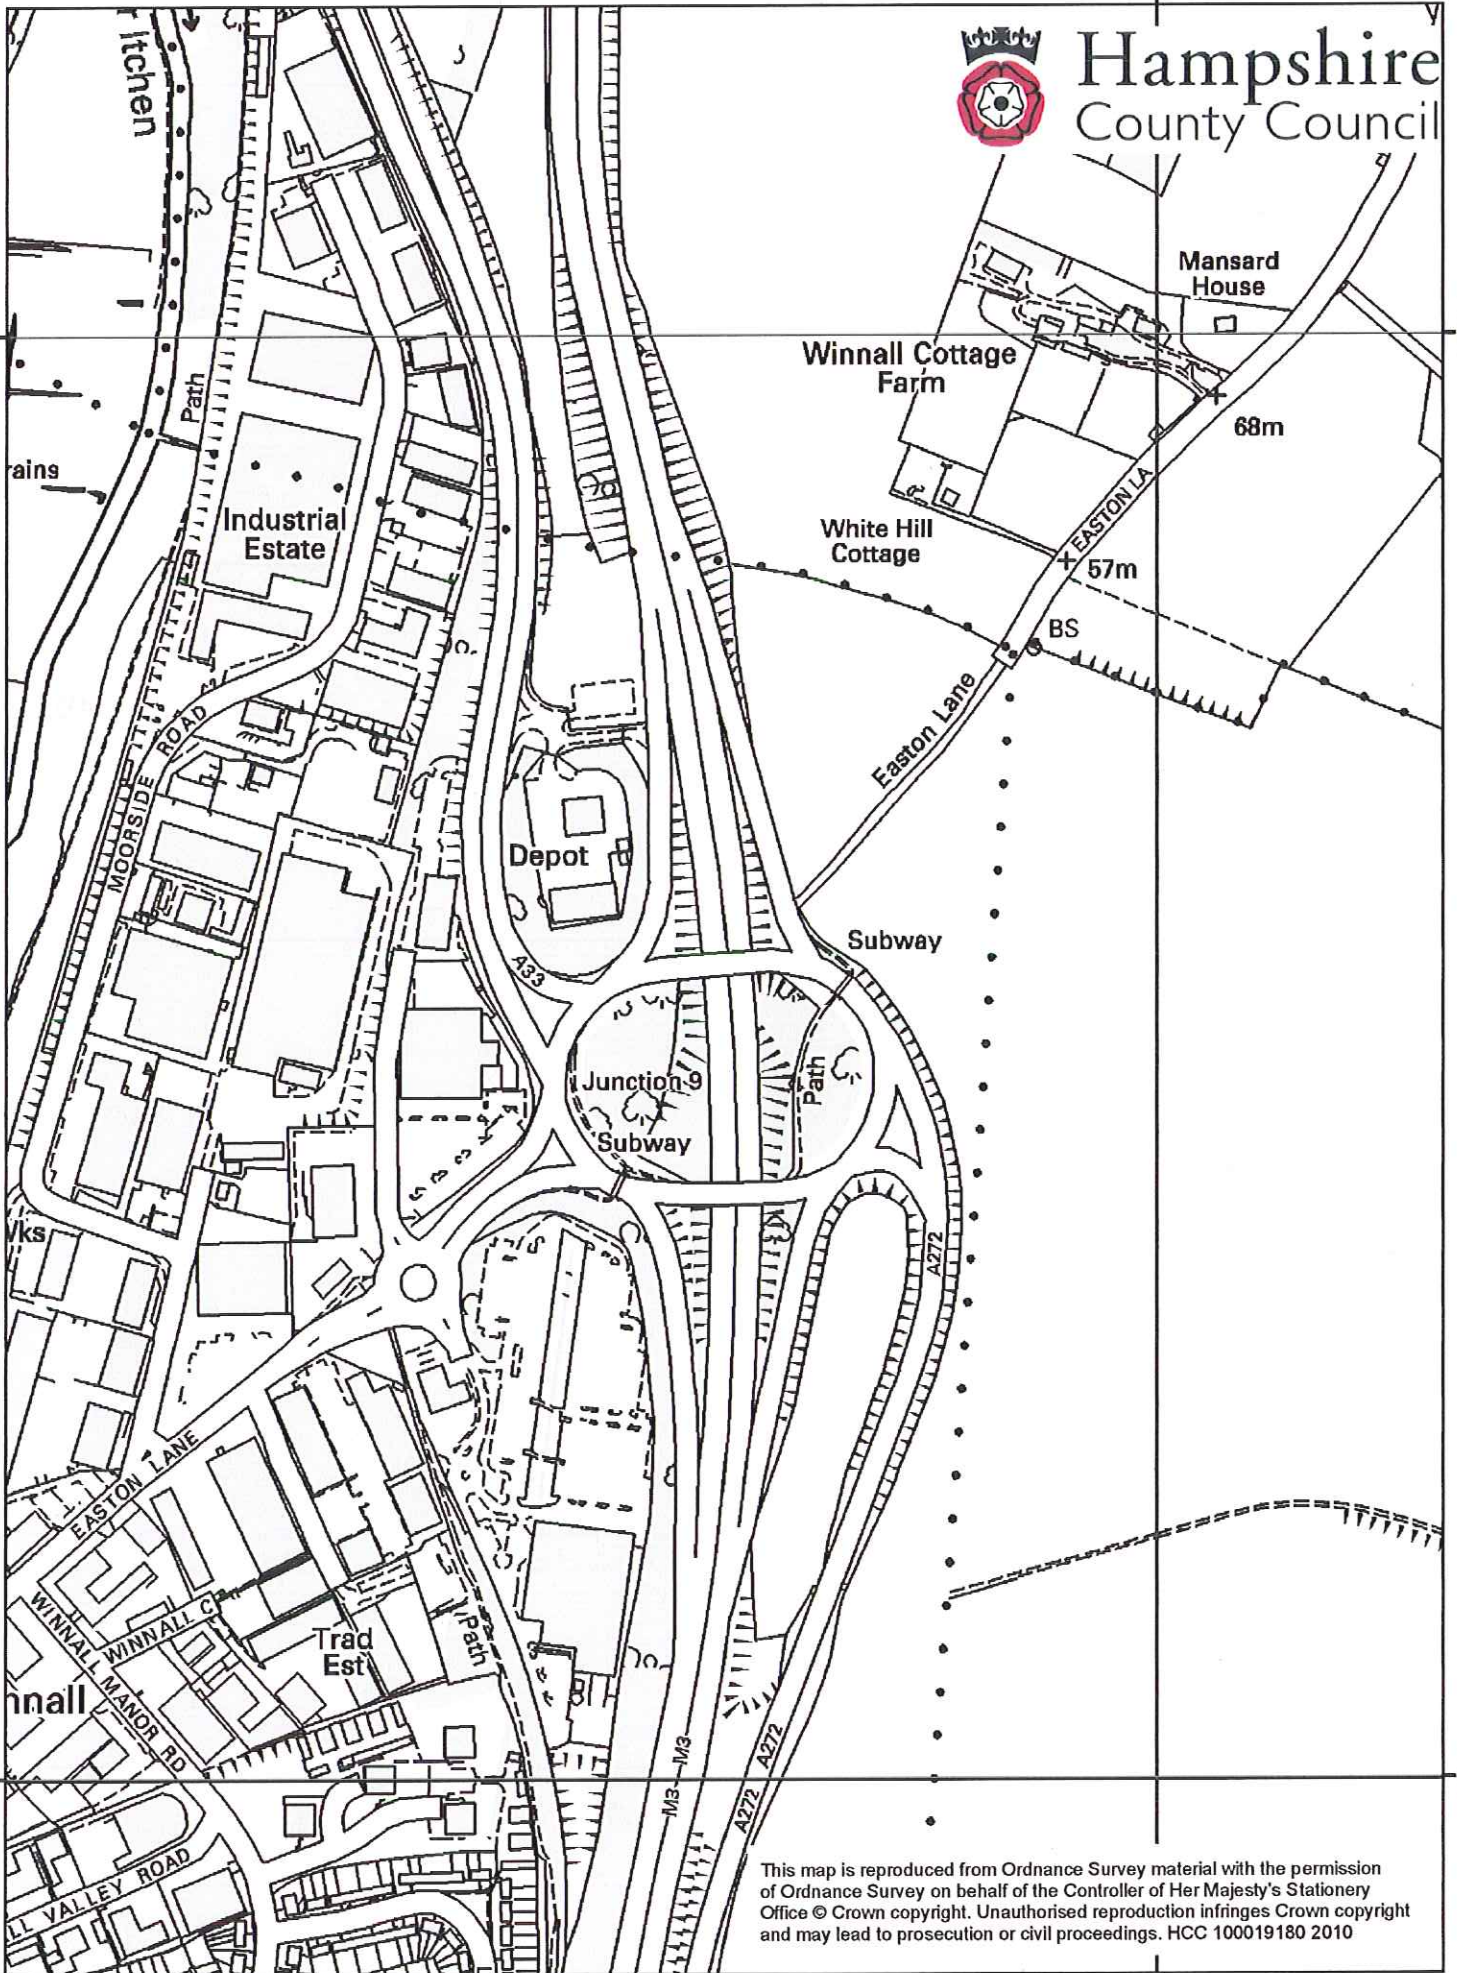 r Itchen
Hampshire
County Council
Mansard
House
Winnall Cottage
Farm
68m
Path
rains
EASTON LA
Industrial
Estate
White Hill
Cottage
57m
BS
Easton Lane
MOORSIDE ROAD
Depot
Subway
A33
Junction 9
Path
Subway
A272
EASTON LANE
WINNALL C
WINNALL MANOR RD
Trad
Est
Path
nnall
M3
M3
A272
A272
LL VALLEY ROAD
This map is reproduced from Ordnance Survey material with the permission
of Ordnance Survey on behalf of the Controller of Her Majesty's Stationery
Office © Crown copyright. Unauthorised reproduction infringes Crown copyright
and may lead to prosecution or civil proceedings. HCC 100019180 2010